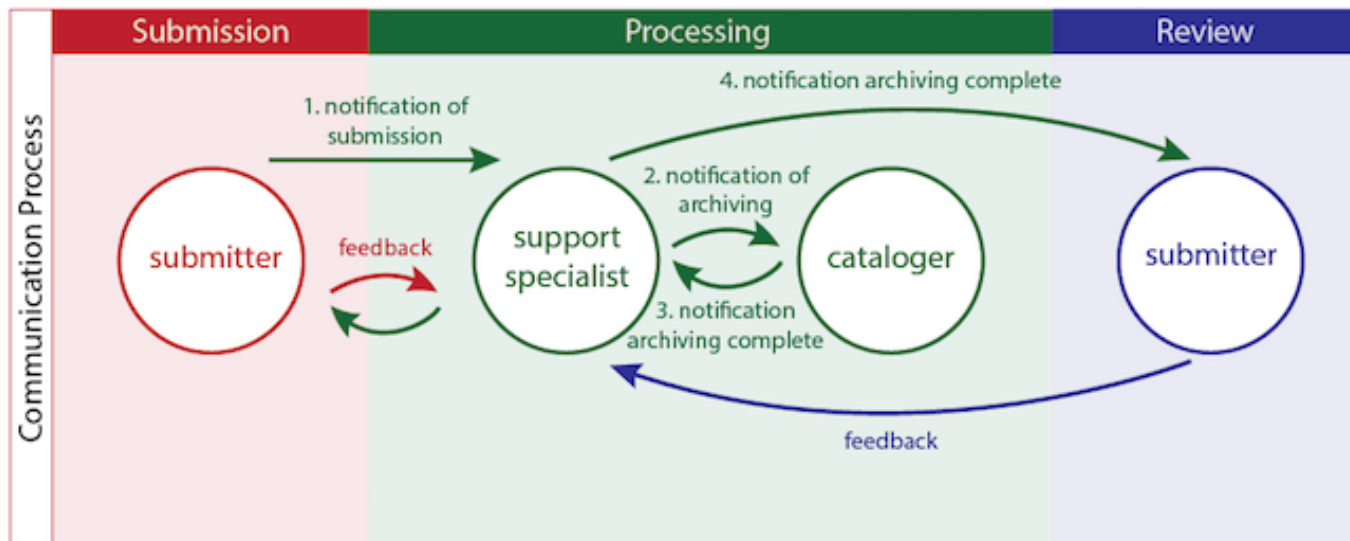 Submission
Processing
Review
Communication Process
1. notification of
submission
4. notification archiving complete
2. notification of
archiving
submitter
feedback
support
specialist
cataloger
submitter
3. notification
archiving complete
feedback